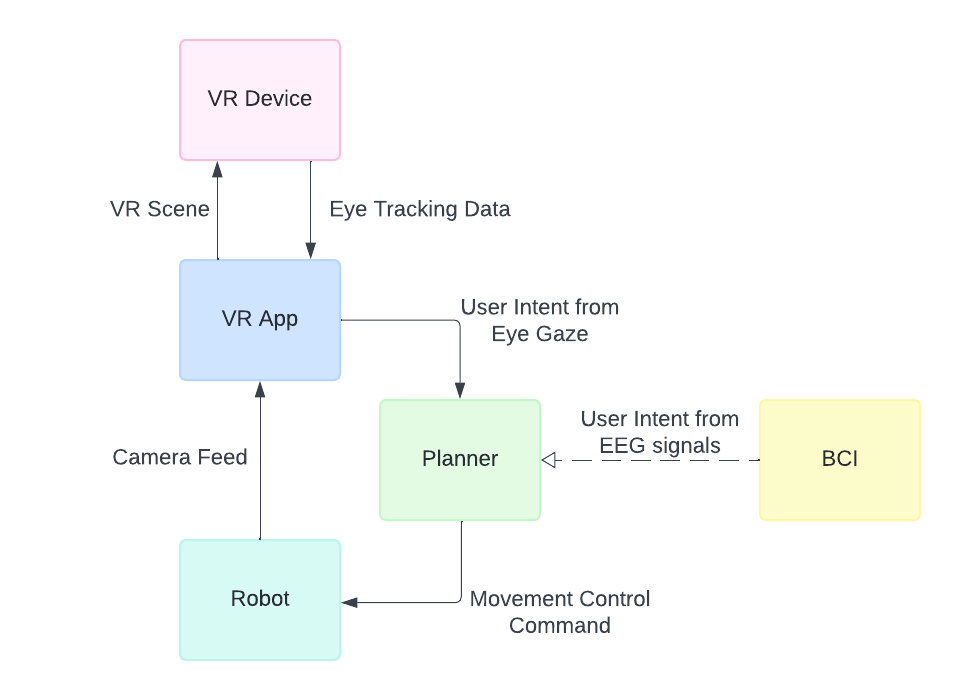 VR Device
VR Scene
Eye Tracking Data
VR App
User Intent from
Eye Gaze
User Intent from
EEG signals
Camera Feed
Planner
BCI
Robot
Movement Control
Command